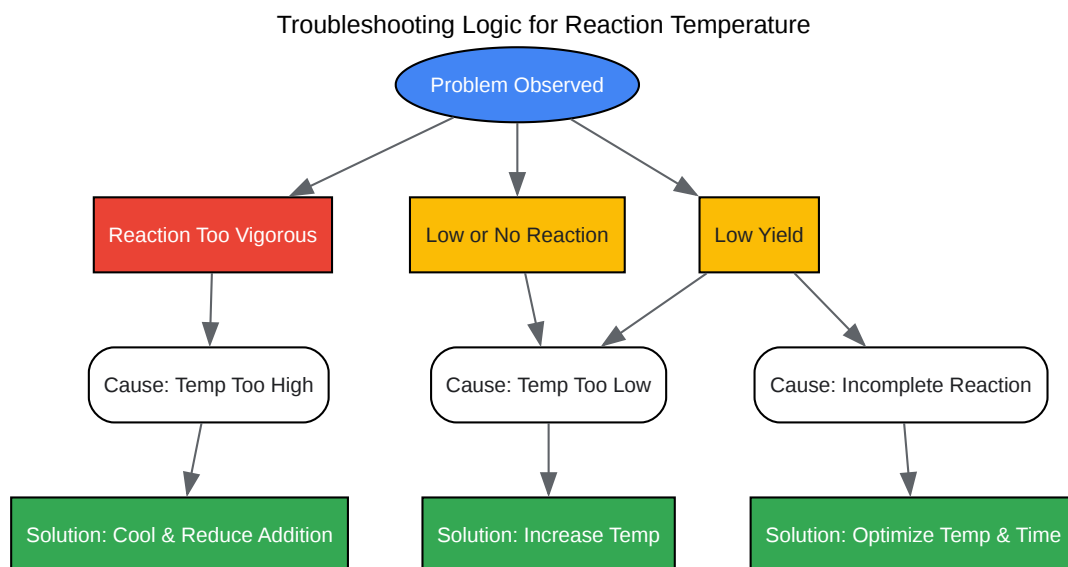 Troubleshooting Logic for Reaction Temperature
Problem Observed
Reaction Too Vigorous
Low or No Reaction
Low Yield
Cause: Temp Too High
Cause: Temp Too Low
Cause: Incomplete Reaction
Solution: Cool & Reduce Addition
Solution: Increase Temp
Solution: Optimize Temp & Time